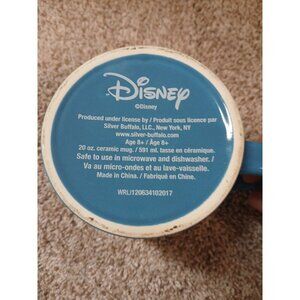 Disney
©Disney
Produced under license by / Produit sous licence par
Silver Buffalo, LLC., New York, NY
www.silver-buffalo.com
Age 8+ / Âge 8+
20 oz. ceramic mug. / 591 ml. tasse en céramique.
Safe to use in microwave and dishwasher. /
Va au micro-ondes et au lave-vaisselle.
Made in China. / Fabriqué en Chine.
WRL/120634102017